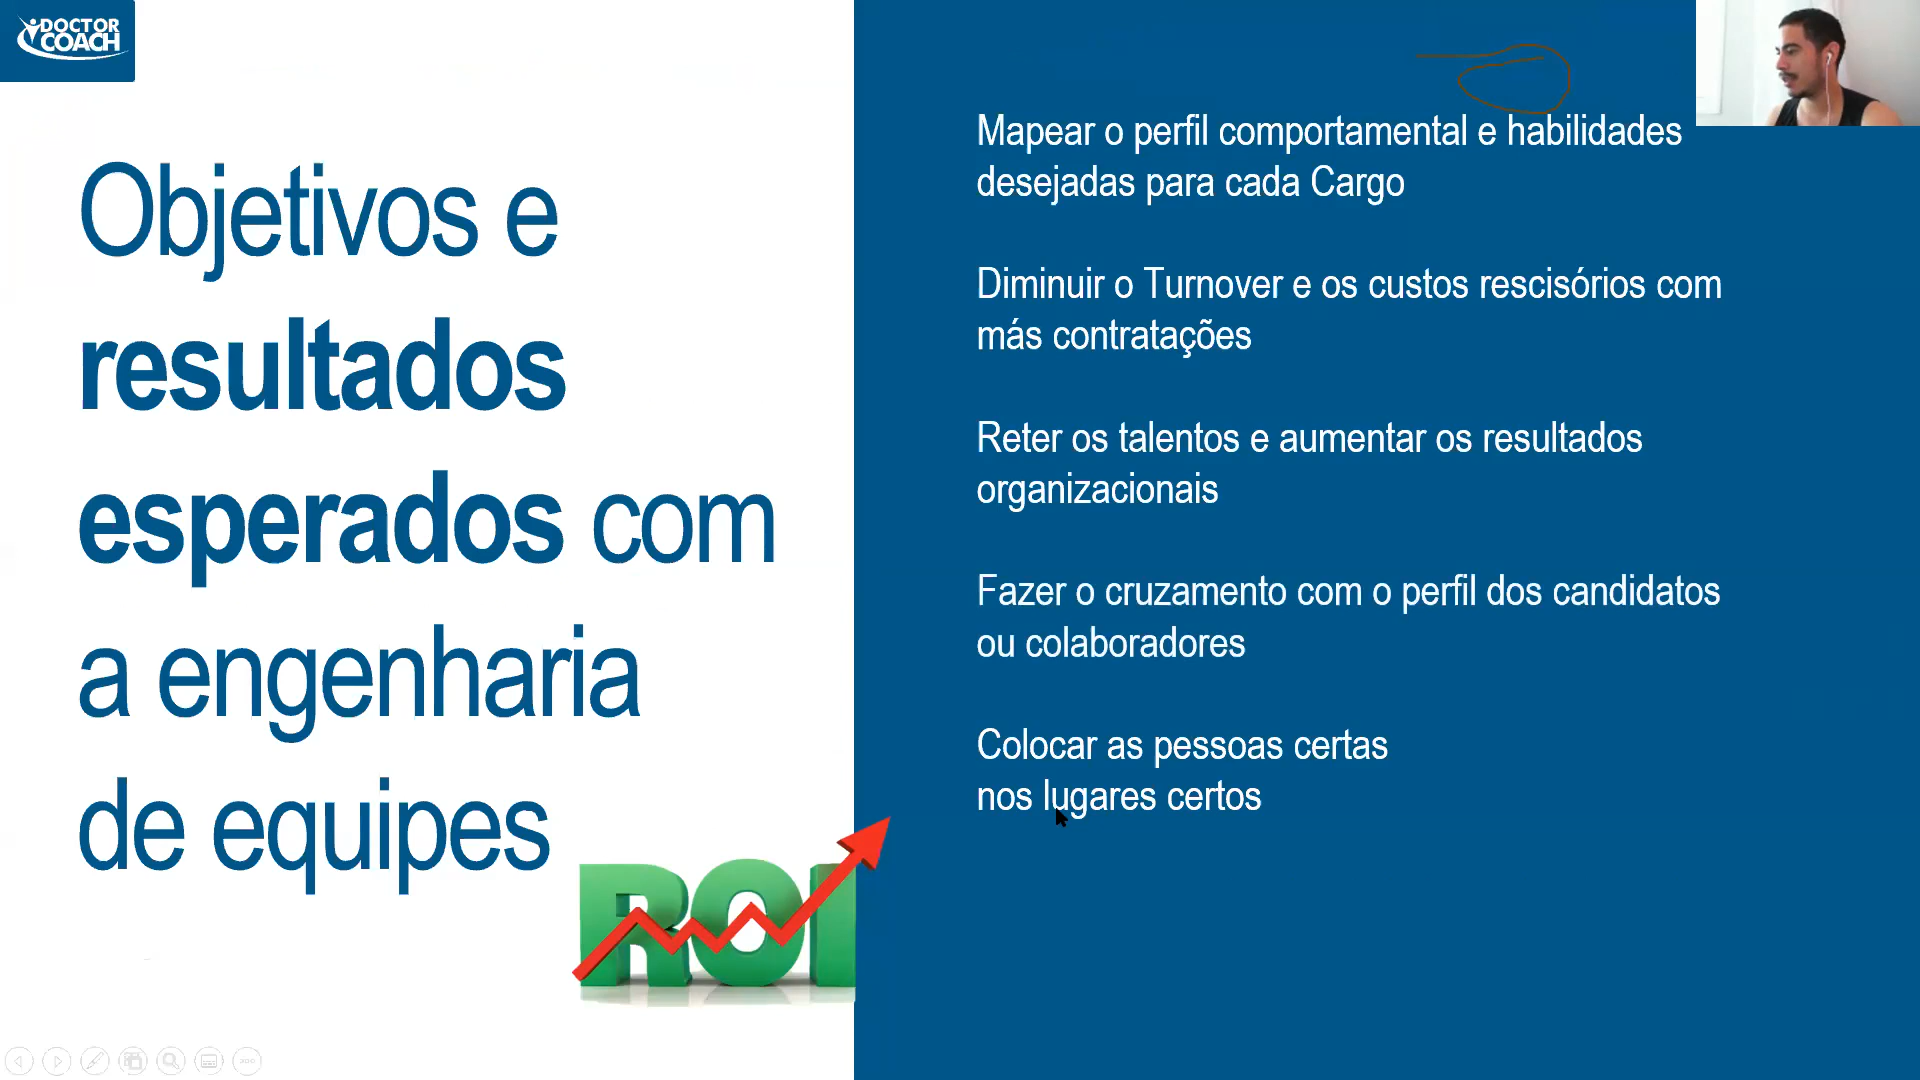 DOCTOR
COACH
Objetivos e
resultados
esperados com
a engenharia
de equipes
ROI
Mapear o perfil comportamental e habilidades
desejadas para cada Cargo
Diminuir o Turnover e os custos rescisórios com
más contratações
Reter os talentos e aumentar os resultados
organizacionais
Fazer o cruzamento com o perfil dos candidatos
ou colaboradores
Colocar as pessoas certas
nos lugares certos